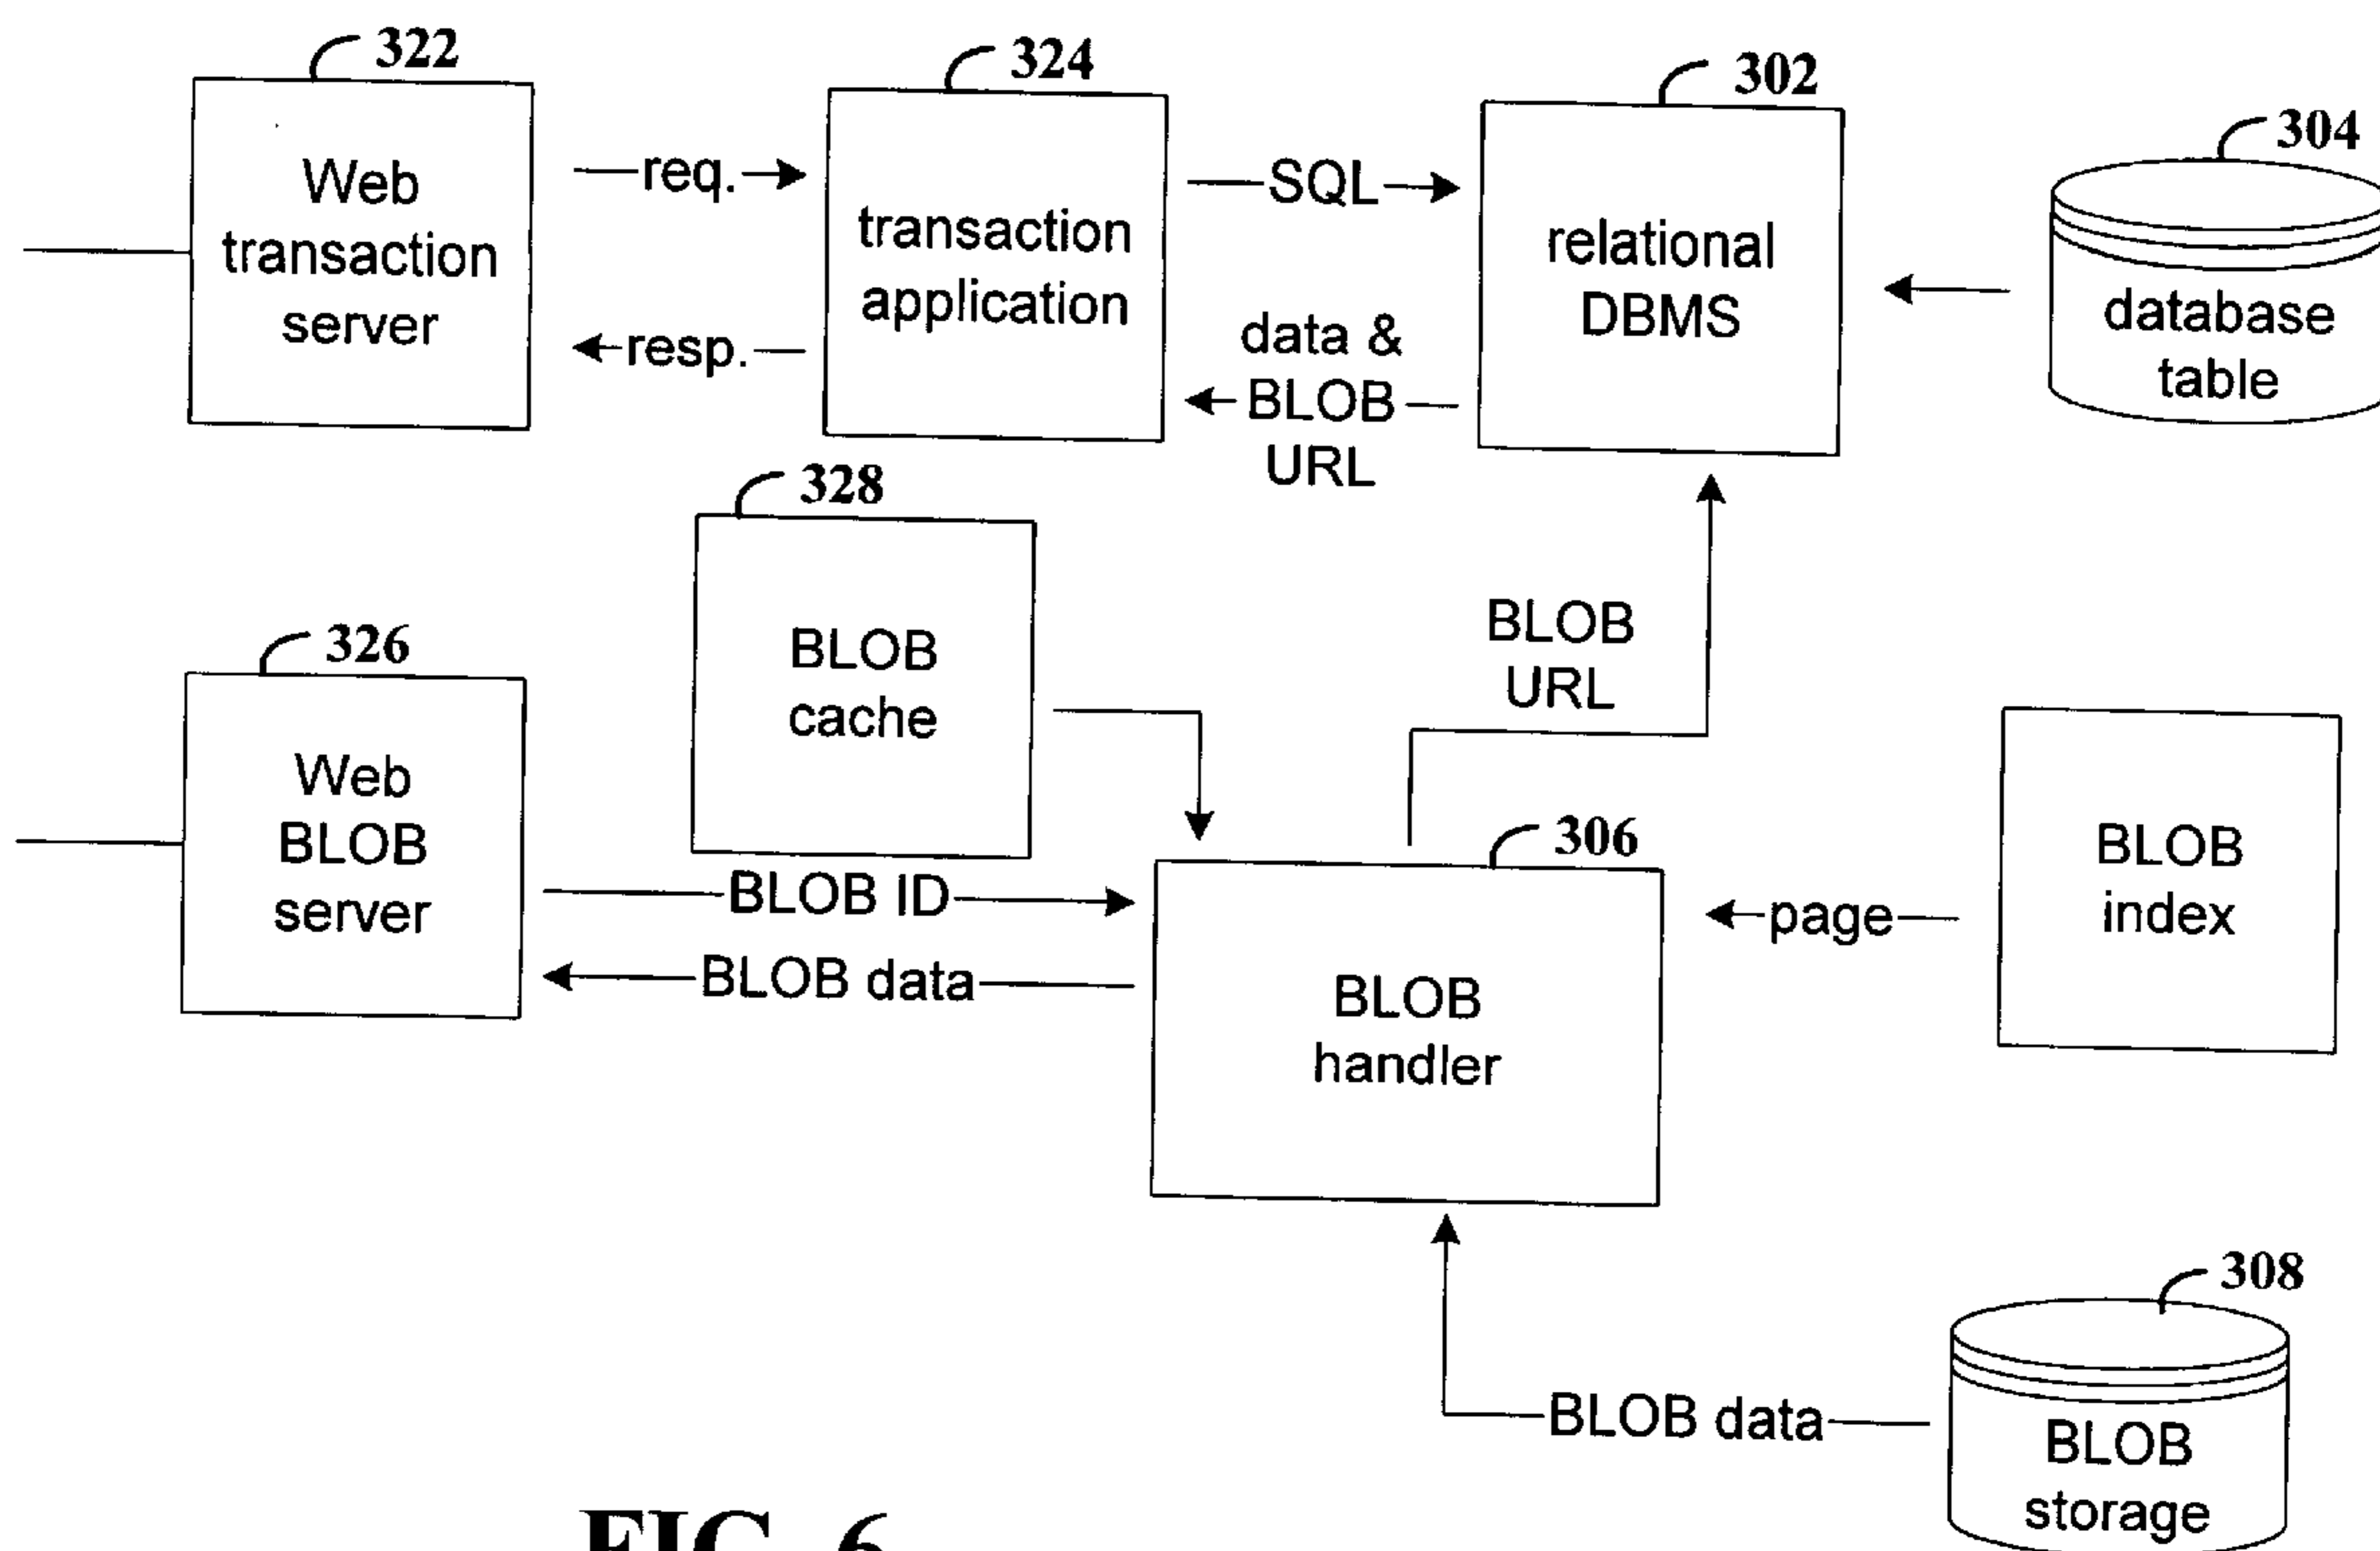 322
324
302
304
Web
transaction
server
req.
resp.
transaction
application
SQL
data &
BLOB
URL
relational
DBMS
database
table
328
BLOB
cache
326
Web
BLOB
server
BLOB ID
BLOB data
BLOB
URL
306
BLOB
handler
page
BLOB
index
308
BLOB data
BLOB
storage
FIG. 6